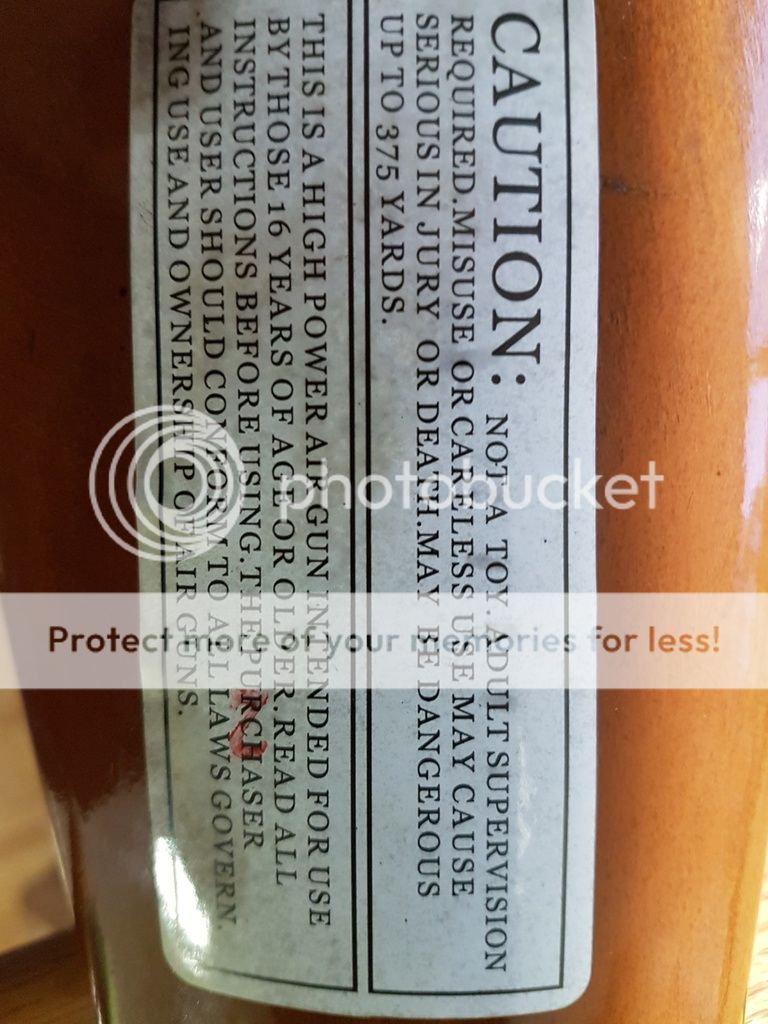 CAUTION: NOT A TOY. ADULT SUPERVISION
REQUIRED.MISUSE OR CARELESS USE MAY CAUSE
SERIOUS IN JURY OR DEATH.MAY BE DANGEROUS
UP TO 375 YARDS.
THIS IS A HIGH POWER AIR GUN INTENDED FOR USE
BY THOSE 16 YEARS OF AGE OR OLDER.READ ALL
INSTRUCTIONS BEFORE USING.THE PURCHASER
AND USER SHOULD CONFORM TO ALL LAWS GOVERN.
ING USE AND OWNERSHIP OF AIR GUNS.
photobucket
Protect more of your memories for less!